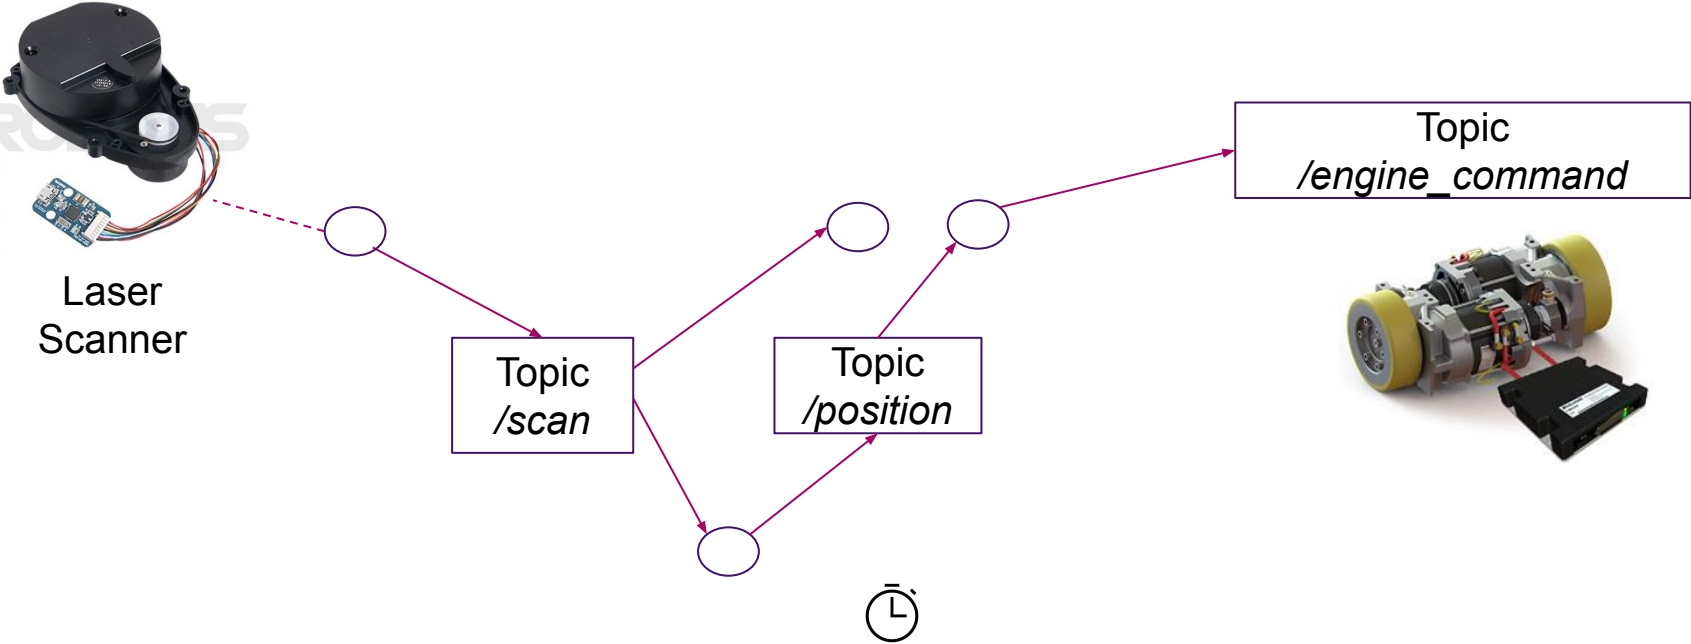 Laser
Scanner
Topic
/scan
Topic
/position
Topic
/engine_command